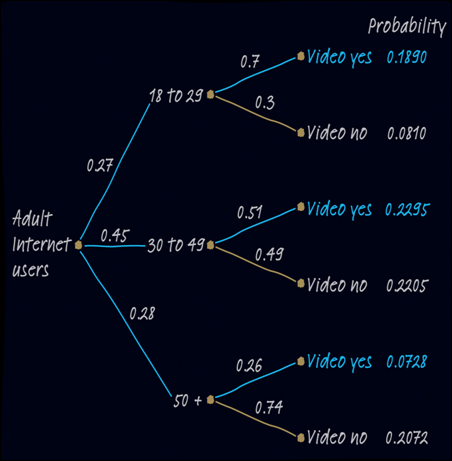 Probability
0.7 Video yes 0.1890
18 to 29
0.3
Video no 0.0810
0.27
0.51 Video yes 0.2295
Adult
Internet
users
0.45 30 to 49
0.49
Video no 0.2205
0.28
0.26 Video yes 0.0728
50 +
0.74
Video no 0.2072